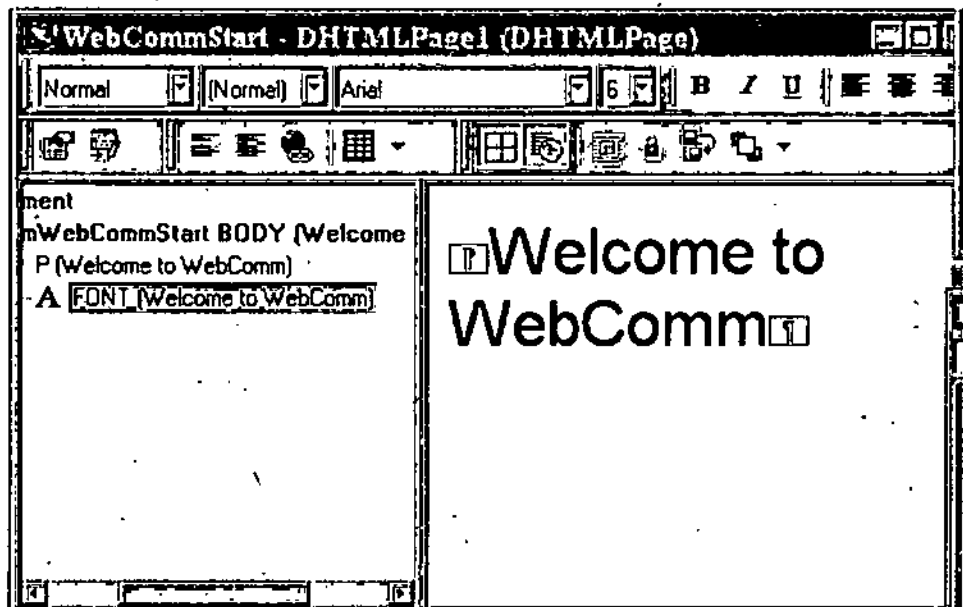 WebCommStart - DHTMLPage1 (DHTMLPage)
Normal (Normal) Arial 6 B I U
ment
mWebCommStart BODY (Welcome
P (Welcome to WebComm)
A FONT (Welcome to WebComm)
Welcome to
WebComm